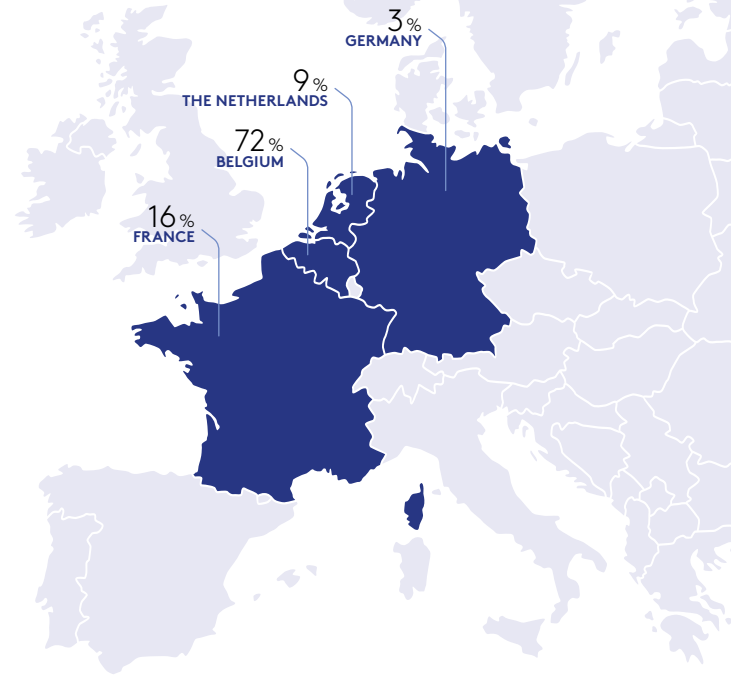 3 %
GERMANY
9 %
THE NETHERLANDS
72 %
BELGIUM
16 %
FRANCE